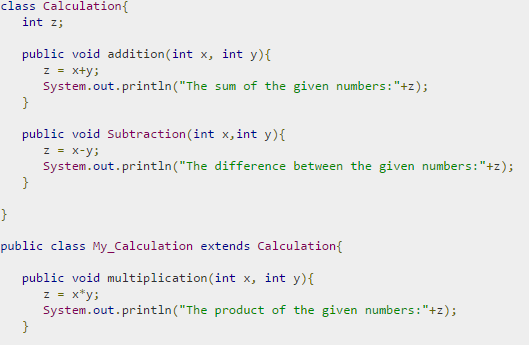 class Calculation{
int z;
public void addition(int x, int y){
z = x+y;
System.out.println("The sum of the given numbers:"+z);
}
public void Subtraction(int x,int y){
z = x-y;
System.out.println("The difference between the given numbers:"+z);
}
}
public class My_Calculation extends Calculation{
public void multiplication(int x, int y){
z = x*y;
System.out.println("The product of the given numbers:"+z);
}